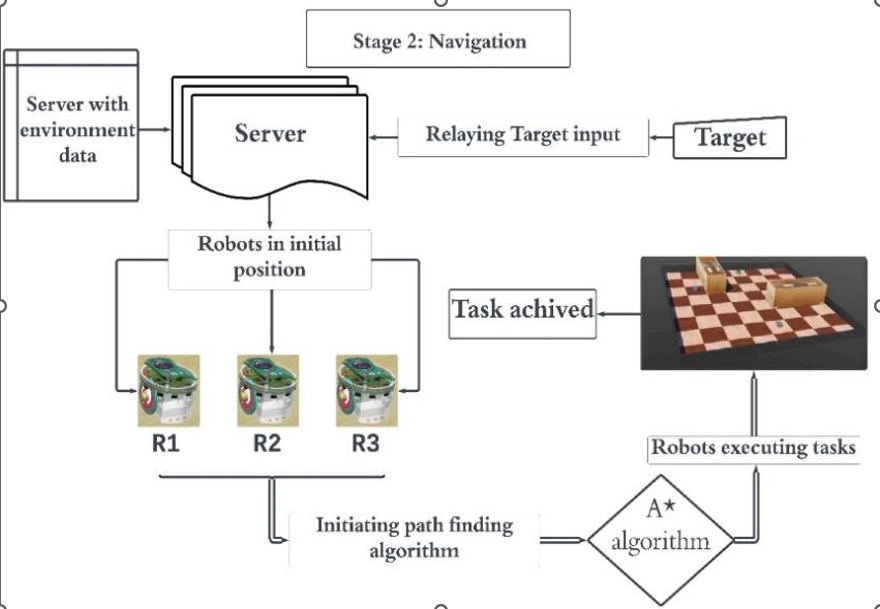 Stage 2: Navigation
Server with
environment
data
Server
Relaying Target input
Target
Robots in initial
position
Task achived
R1
R2
R3
Robots executing tasks
Initiating path finding
algorithm
A★
algorithm